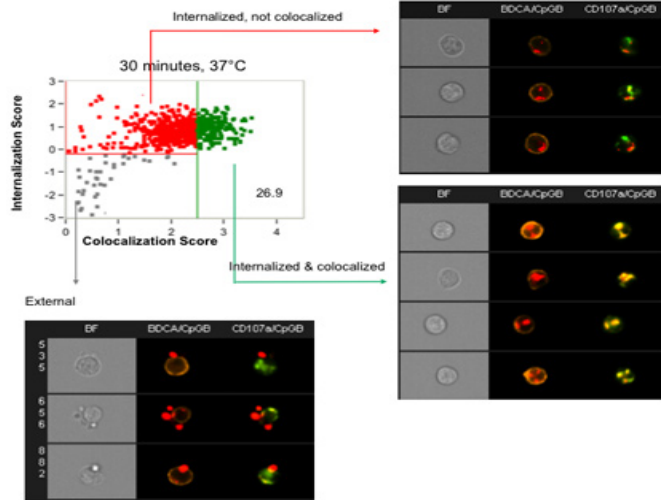 Internalized, not colocalized
30 minutes, 37°C
Internalization Score
3
2
1
0
-1
-2
-3
26.9
0 1 2 3 4
Colocalization Score
Internalized & colocalized
External
BF BDCA/CpGB CD107a/CpGB
5
3
5
6
5
6
8
8
2
BF BDCA/CpGB CD107a/CpGB
BF BDCA/CpGB CD107a/CpGB